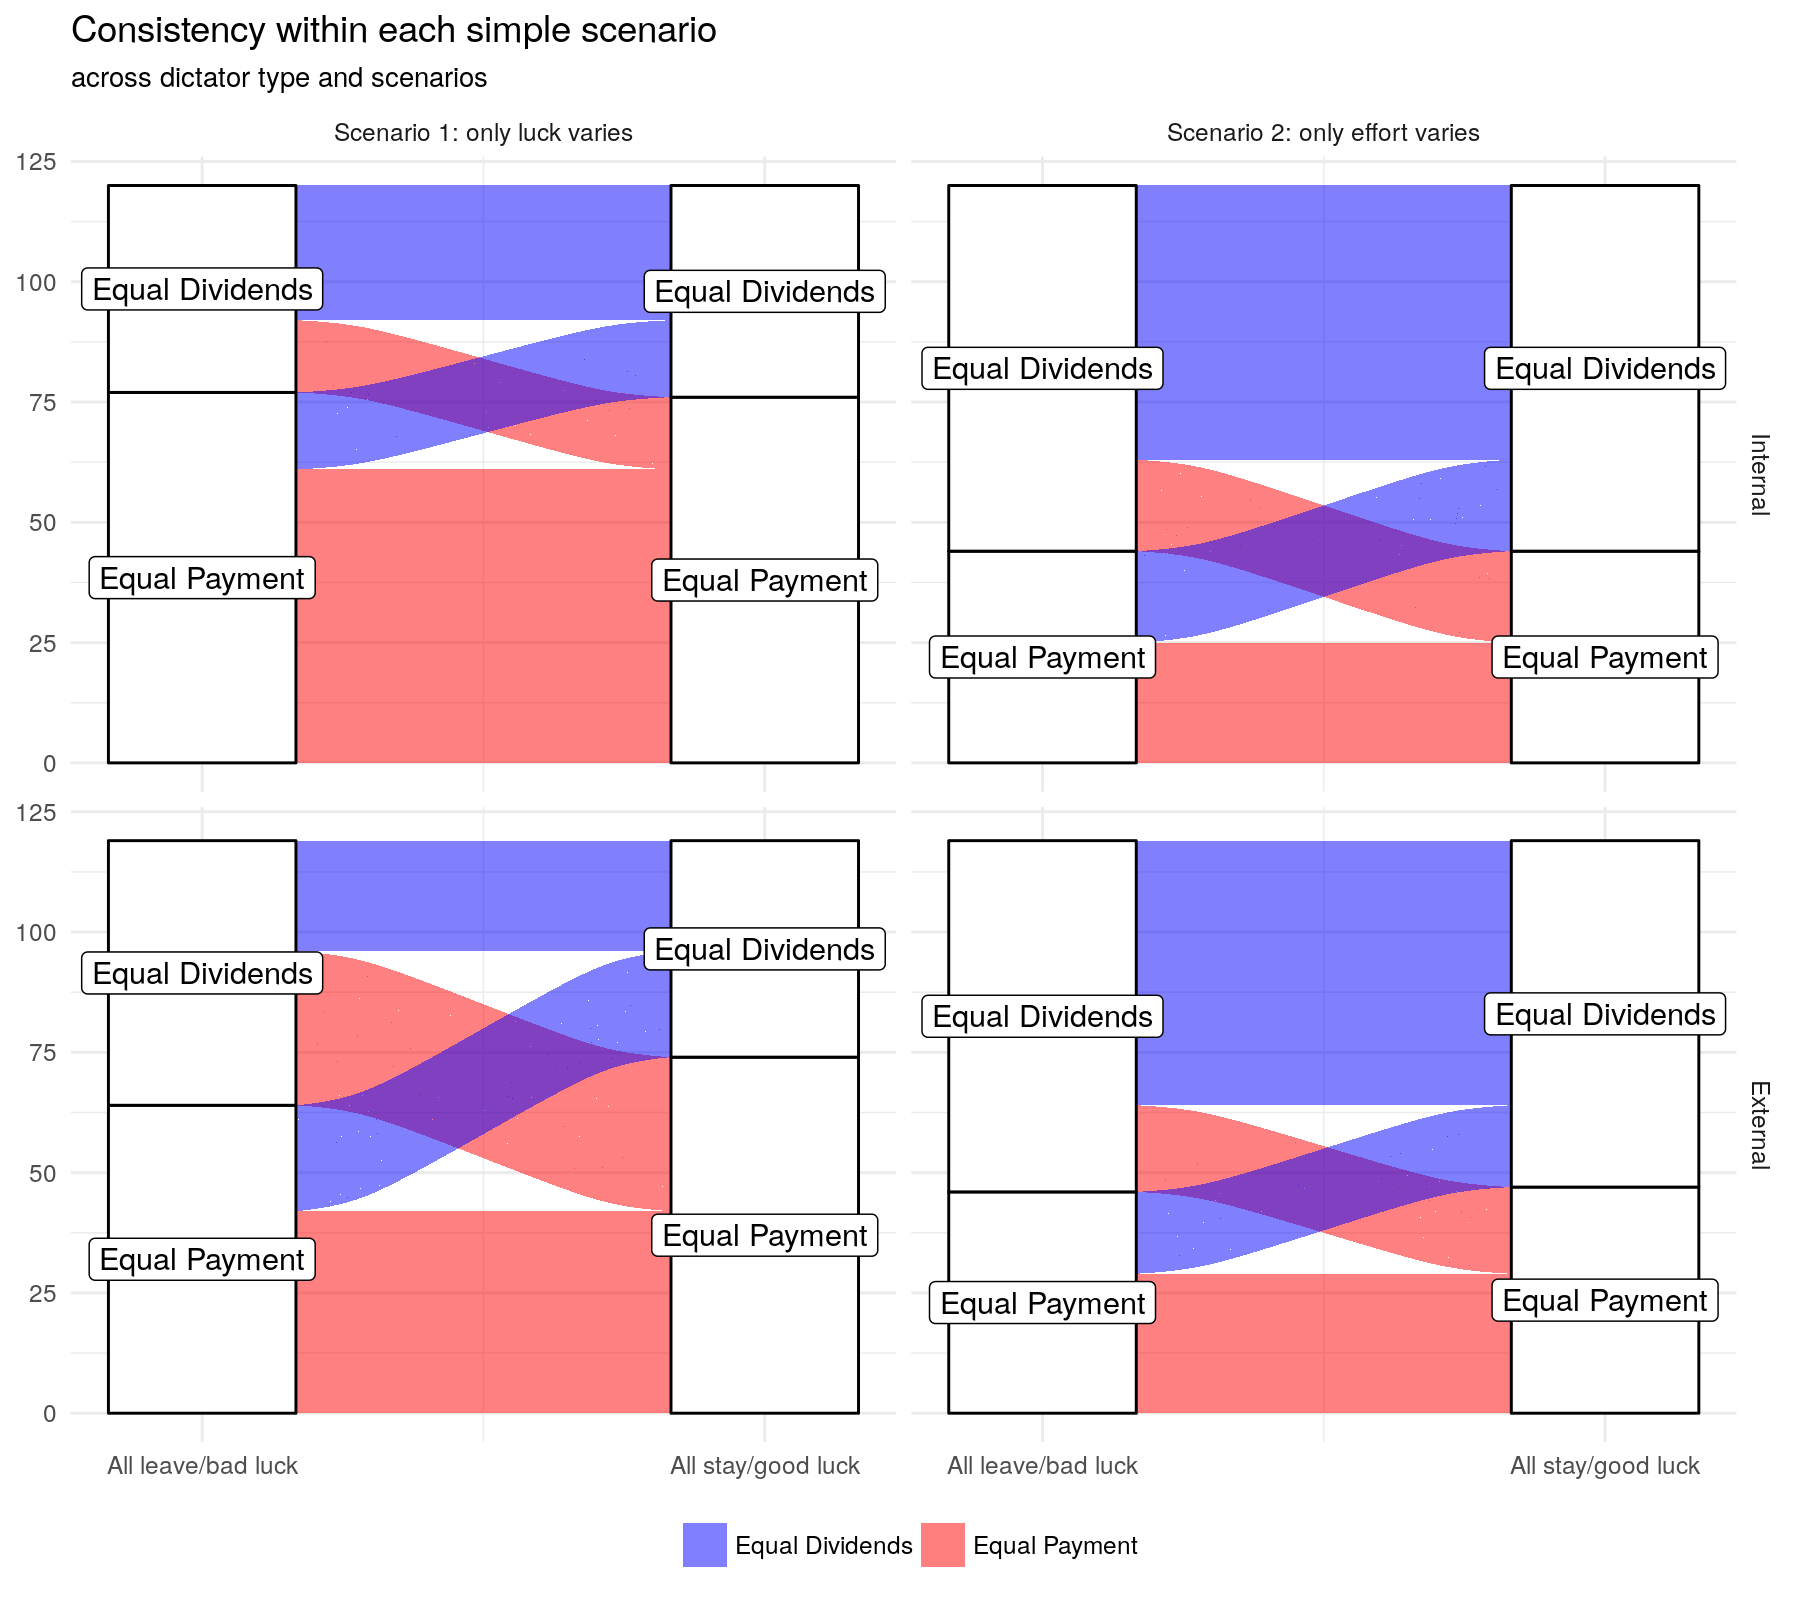 Consistency within each simple scenario
across dictator type and scenarios
Scenario 1: only luck varies
Scenario 2: only effort varies
125
100
75
50
25
0
Equal Dividends
Equal Dividends
Equal Payment
Equal Payment
Equal Dividends
Equal Dividends
Equal Payment
Equal Payment
Internal
125
100
75
50
25
0
Equal Dividends
Equal Dividends
Equal Payment
Equal Payment
Equal Dividends
Equal Dividends
Equal Payment
Equal Payment
External
All leave/bad luck
All stay/good luck
All leave/bad luck
All stay/good luck
Equal Dividends
Equal Payment